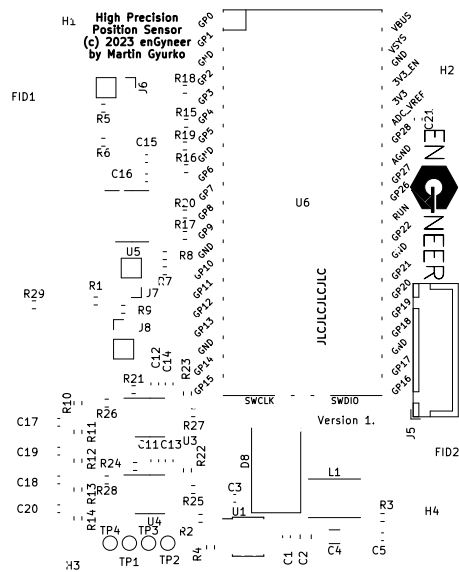 High Precision
Position Sensor
(c) 2023 enGyneer
by Martin Gyurko
H1
GP0
GP1
GND
GP2
GP3
GP4
GP5
GND
GP6
GP7
GP8
GP9
GND
GP10
GP11
GP12
GP13
GND
GP14
GP15
VBUS
VSYS
GND
3V3_EN
3V3
ADC_VREF
GP28
AGND
GP27
GP26
RUN
GP22
GND
GP21
GP20
GP19
GP18
GND
GP17
GP16
H2
FID1
J6
R18
R5
R15
C21
R6
R19
C15
R16
C16
EN
G
NEER
U6
R20
R17
U5
R8
R7
J7
R1
R29
R9
J8
JLCJLCJLCJLC
C12
C14
R23
R21
R10
R26
SWCLK
SWDIO
Version 1.
J5
C17
R11
R27
C11
C13
U3
C19
R12
R24
R22
D8
FID2
L1
C18
R13
R28
C3
R25
C20
R14
U4
U1
R3
H4
TP4
TP3
R2
R4
C1
C2
C4
C5
H3
TP1
TP2